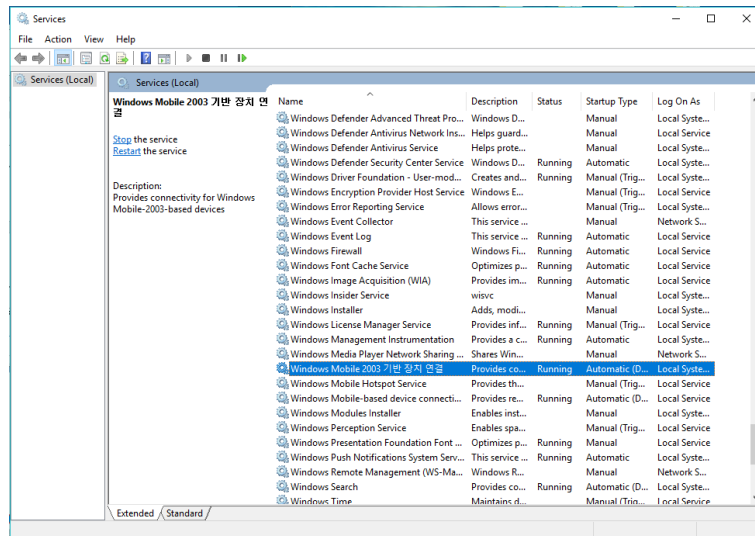 Services
File Action View Help
Services (Local)
Services (Local)
Windows Mobile 2003 기반 장치 연
결
Stop the service
Restart the service
Description:
Provides connectivity for Windows
Mobile-2003-based devices
Name Description Status Startup Type Log On As
Windows Defender Advanced Threat Pro... Windows D... Manual Local Syste...
Windows Defender Antivirus Network Ins... Helps guard... Manual Local Service
Windows Defender Antivirus Service Helps prote... Manual Local Syste...
Windows Defender Security Center Service Windows D... Running Automatic Local Syste...
Windows Driver Foundation - User-mod... Creates and... Running Manual (Trig... Local Syste...
Windows Encryption Provider Host Service Windows E... Manual (Trig... Local Service
Windows Error Reporting Service Allows error... Manual (Trig... Local Syste...
Windows Event Collector This service ... Manual Network S...
Windows Event Log This service ... Running Automatic Local Service
Windows Firewall Windows Fi... Running Automatic Local Service
Windows Font Cache Service Optimizes p... Running Automatic Local Service
Windows Image Acquisition (WIA) Provides im... Running Automatic Local Service
Windows Insider Service wisvc Manual Local Syste...
Windows Installer Adds, modi... Manual Local Syste...
Windows License Manager Service Provides inf... Running Manual (Trig... Local Service
Windows Management Instrumentation Provides a c... Running Automatic Local Syste...
Windows Media Player Network Sharing ... Shares Win... Manual Network S...
Windows Mobile 2003 기반 장치 연결 Provides co... Running Automatic (D... Local Syste...
Windows Mobile Hotspot Service Provides th... Manual (Trig... Local Service
Windows Mobile-based device connecti... Provides re... Running Automatic (D... Local Service
Windows Modules Installer Enables inst... Manual Local Syste...
Windows Perception Service Enables spa... Manual (Trig... Local Service
Windows Presentation Foundation Font ... Optimizes p... Running Manual Local Service
Windows Push Notifications System Serv... This service ... Running Automatic Local Syste...
Windows Remote Management (WS-Ma... Windows R... Manual Network S...
Windows Search Provides co... Running Automatic (D... Local Syste...
Windows Time Maintains d... Manual (Trig... Local Service
Extended Standard